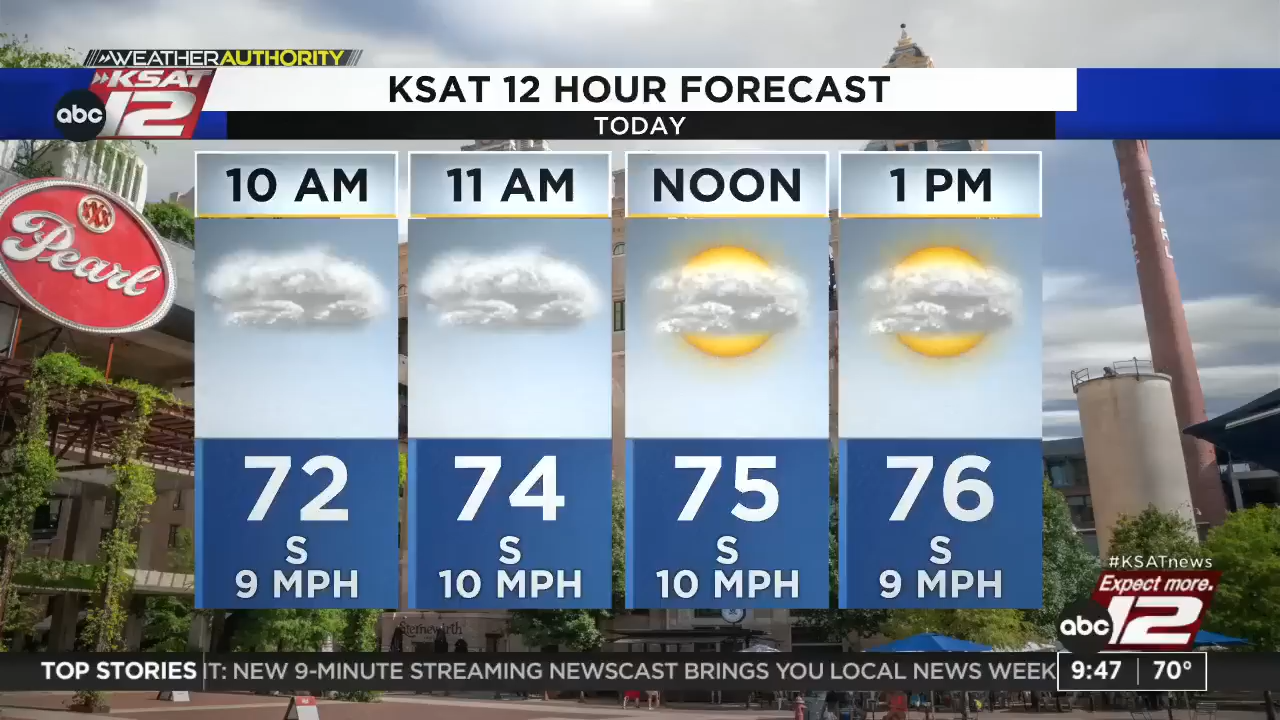 WEATHERAUTHORITY
KSAT
abc 12
KSAT 12 HOUR FORECAST
TODAY
10 AM
11 AM
NOON
1 PM
Pearl
PEARL
72
74
75
76
S
S
S
S
9 MPH
10 MPH
10 MPH
9 MPH
#KSATnews
Expect more.
abc 12
TOP STORIES
IT: NEW 9-MINUTE STREAMING NEWSCAST BRINGS YOU LOCAL NEWS WEEK
9:47
70°